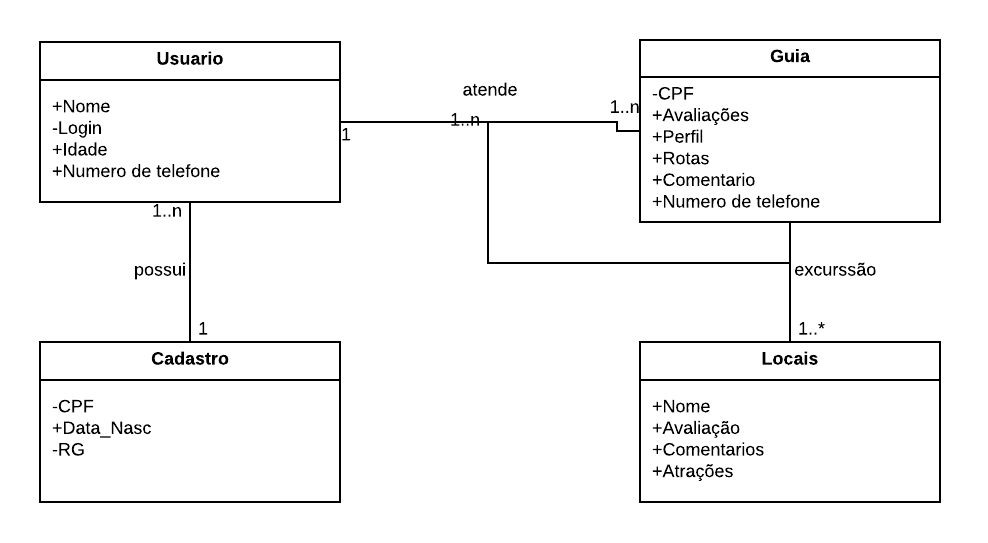 Usuario
+Nome
-Login
+Idade
+Numero de telefone
atende
1
1..n
1..n
Guia
-CPF
+Avaliações
+Perfil
+Rotas
+Comentario
+Numero de telefone
1..n
possui
1
excurssão
1..*
Cadastro
-CPF
+Data_Nasc
-RG
Locais
+Nome
+Avaliação
+Comentarios
+Atrações